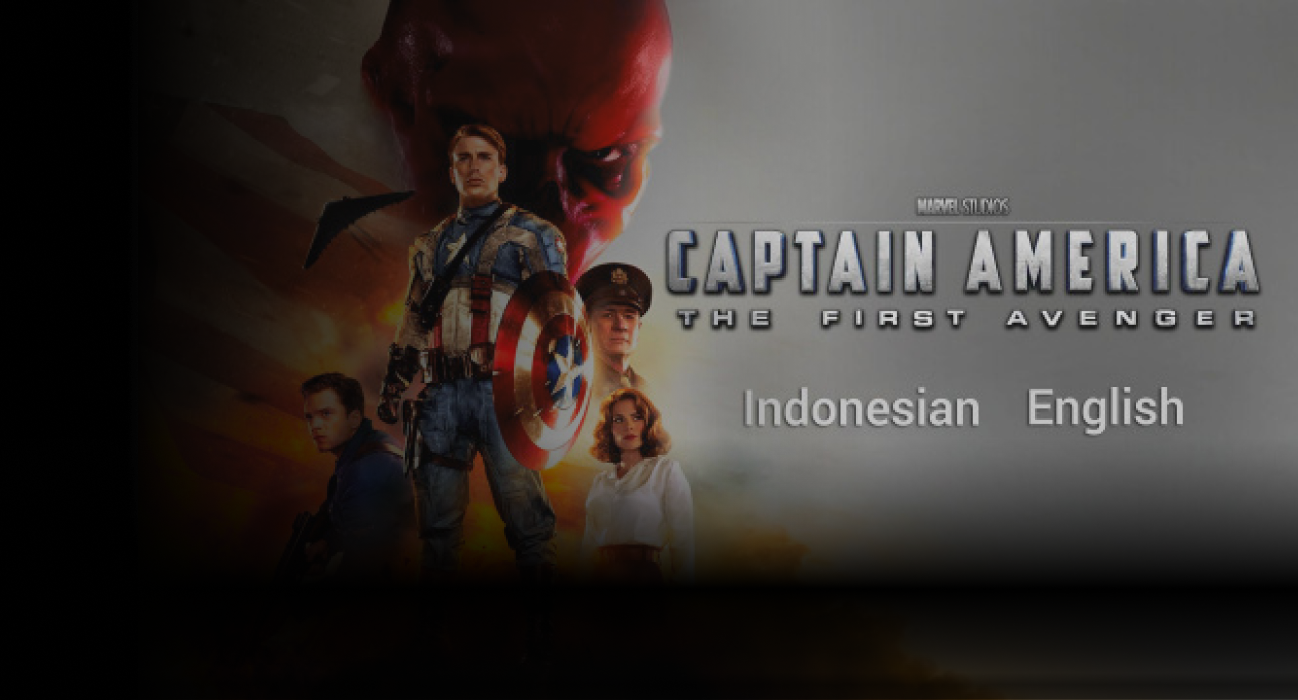 MARVEL STUDIOS
CAPTAIN AMERICA
THE FIRST AVENGER
Indonesian English